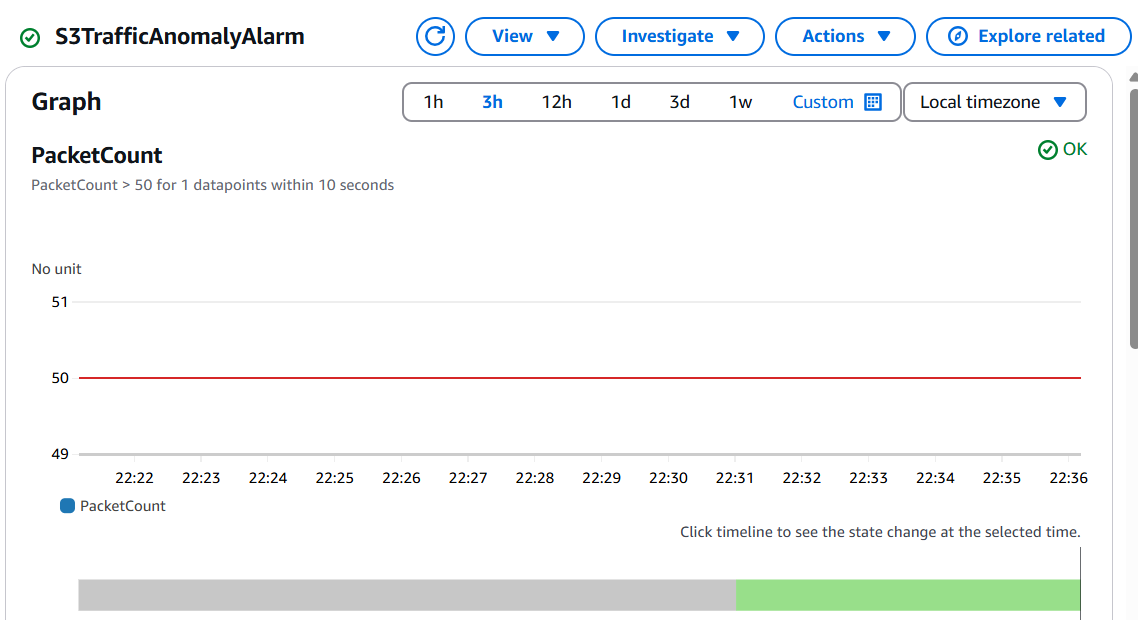 S3TrafficAnomalyAlarm
View
Investigate
Actions
Explore related
Graph
1h 3h 12h 1d 3d 1w Custom
Local timezone
PacketCount
OK
PacketCount > 50 for 1 datapoints within 10 seconds
No unit
51
50
49
22:22 22:23 22:24 22:25 22:26 22:27 22:28 22:29 22:30 22:31 22:32 22:33 22:34 22:35 22:36
PacketCount
Click timeline to see the state change at the selected time.